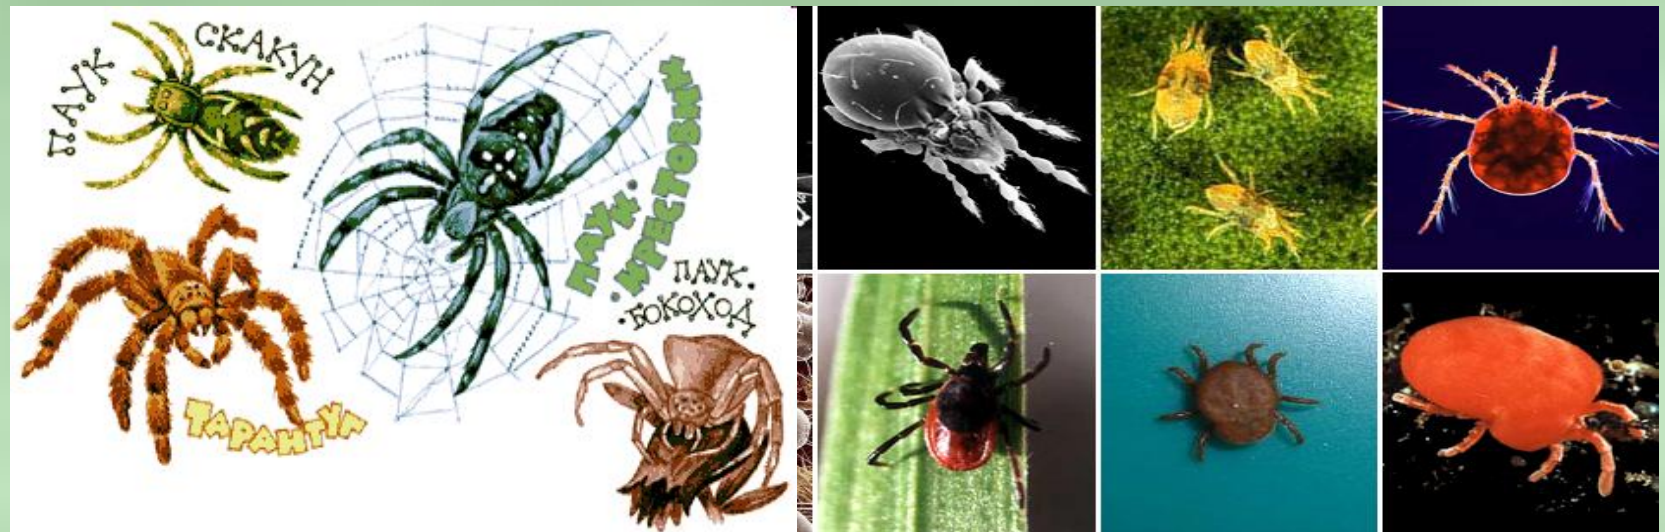 ПАУК
СКАКУН
ПАУК-
-КРЕСТОВИК
ПАУК-
-БОКОХОД
ТАРАНТУЛ